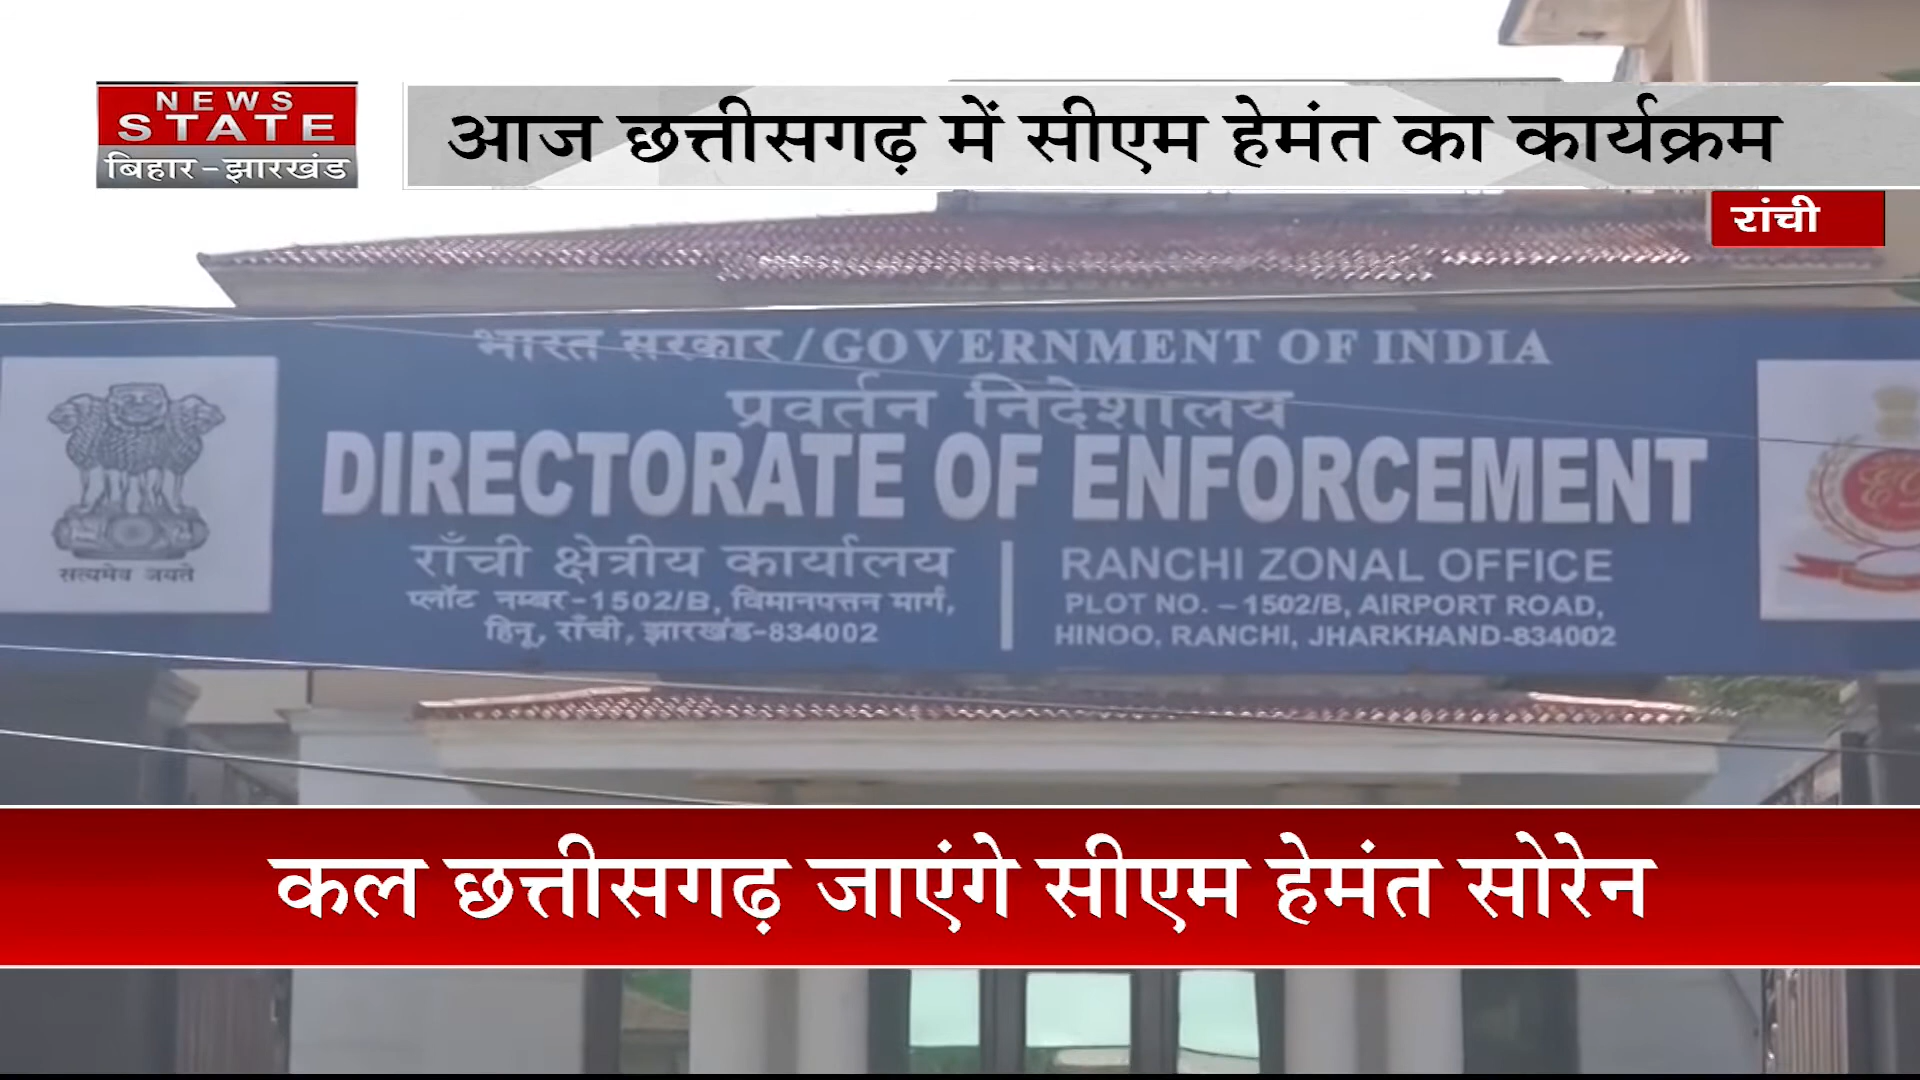 NEWS
STATE
बिहार-झारखंड
आज छत्तीसगढ़ में सीएम हेमंत का कार्यक्रम
रांची
भारत सरकार/GOVERNMENT OF INDIA
प्रवर्तन निदेशालय
DIRECTORATE OF ENFORCEMENT
सत्यमेव जयते
राँची क्षेत्रीय कार्यालय
प्लॉट नम्बर-1502/B, विमानपत्तन मार्ग,
हिनू, राँची, झारखंड-834002
RANCHI ZONAL OFFICE
PLOT NO. – 1502/B, AIRPORT ROAD,
HINOO, RANCHI, JHARKHAND-834002
कल छत्तीसगढ़ जाएंगे सीएम हेमंत सोरेन